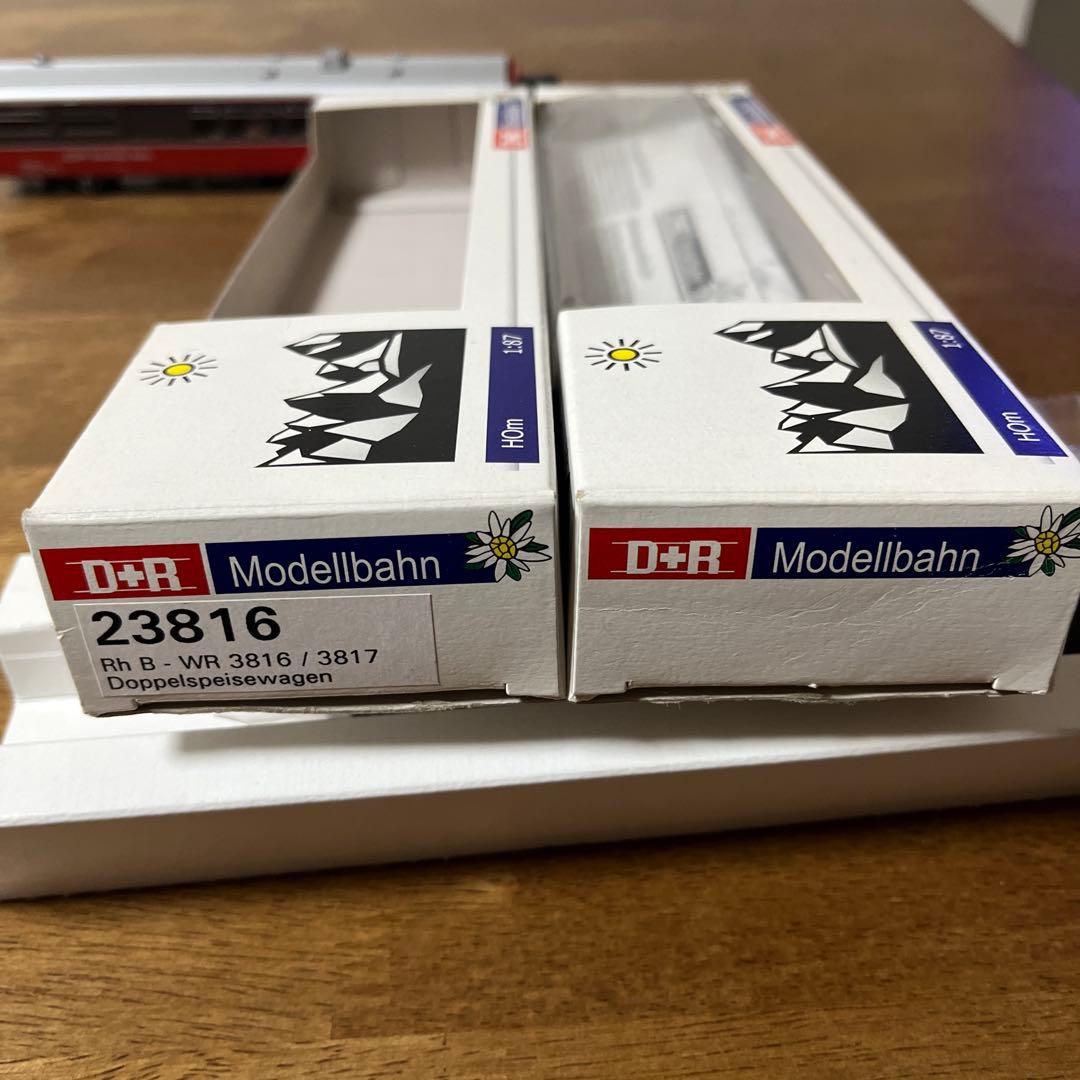 1:87
HOm
1:87
HOm
D+R Modellbahn
23816
Rh B - WR 3816 / 3817
Doppelspeisewagen
D+R Modellbahn